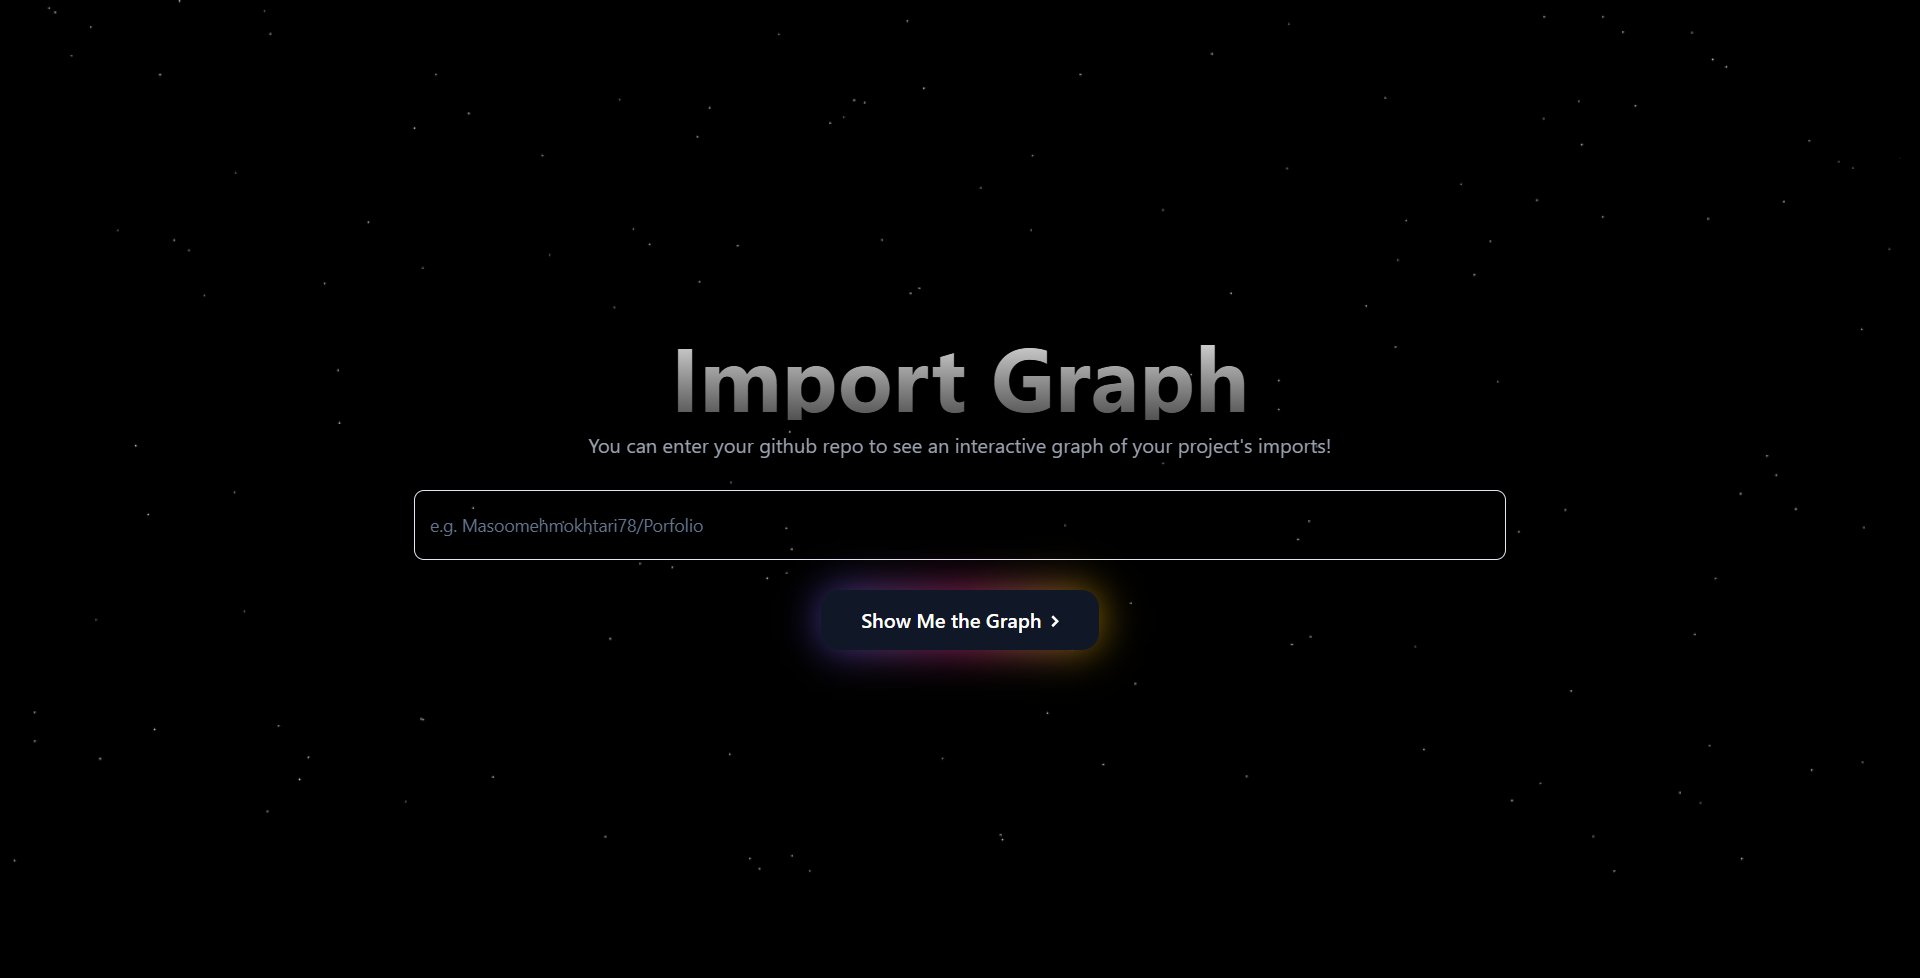 Import Graph
You can enter your github repo to see an interactive graph of your project's imports!
e.g. Masoomehmokhtari78/Porfolio
Show Me the Graph